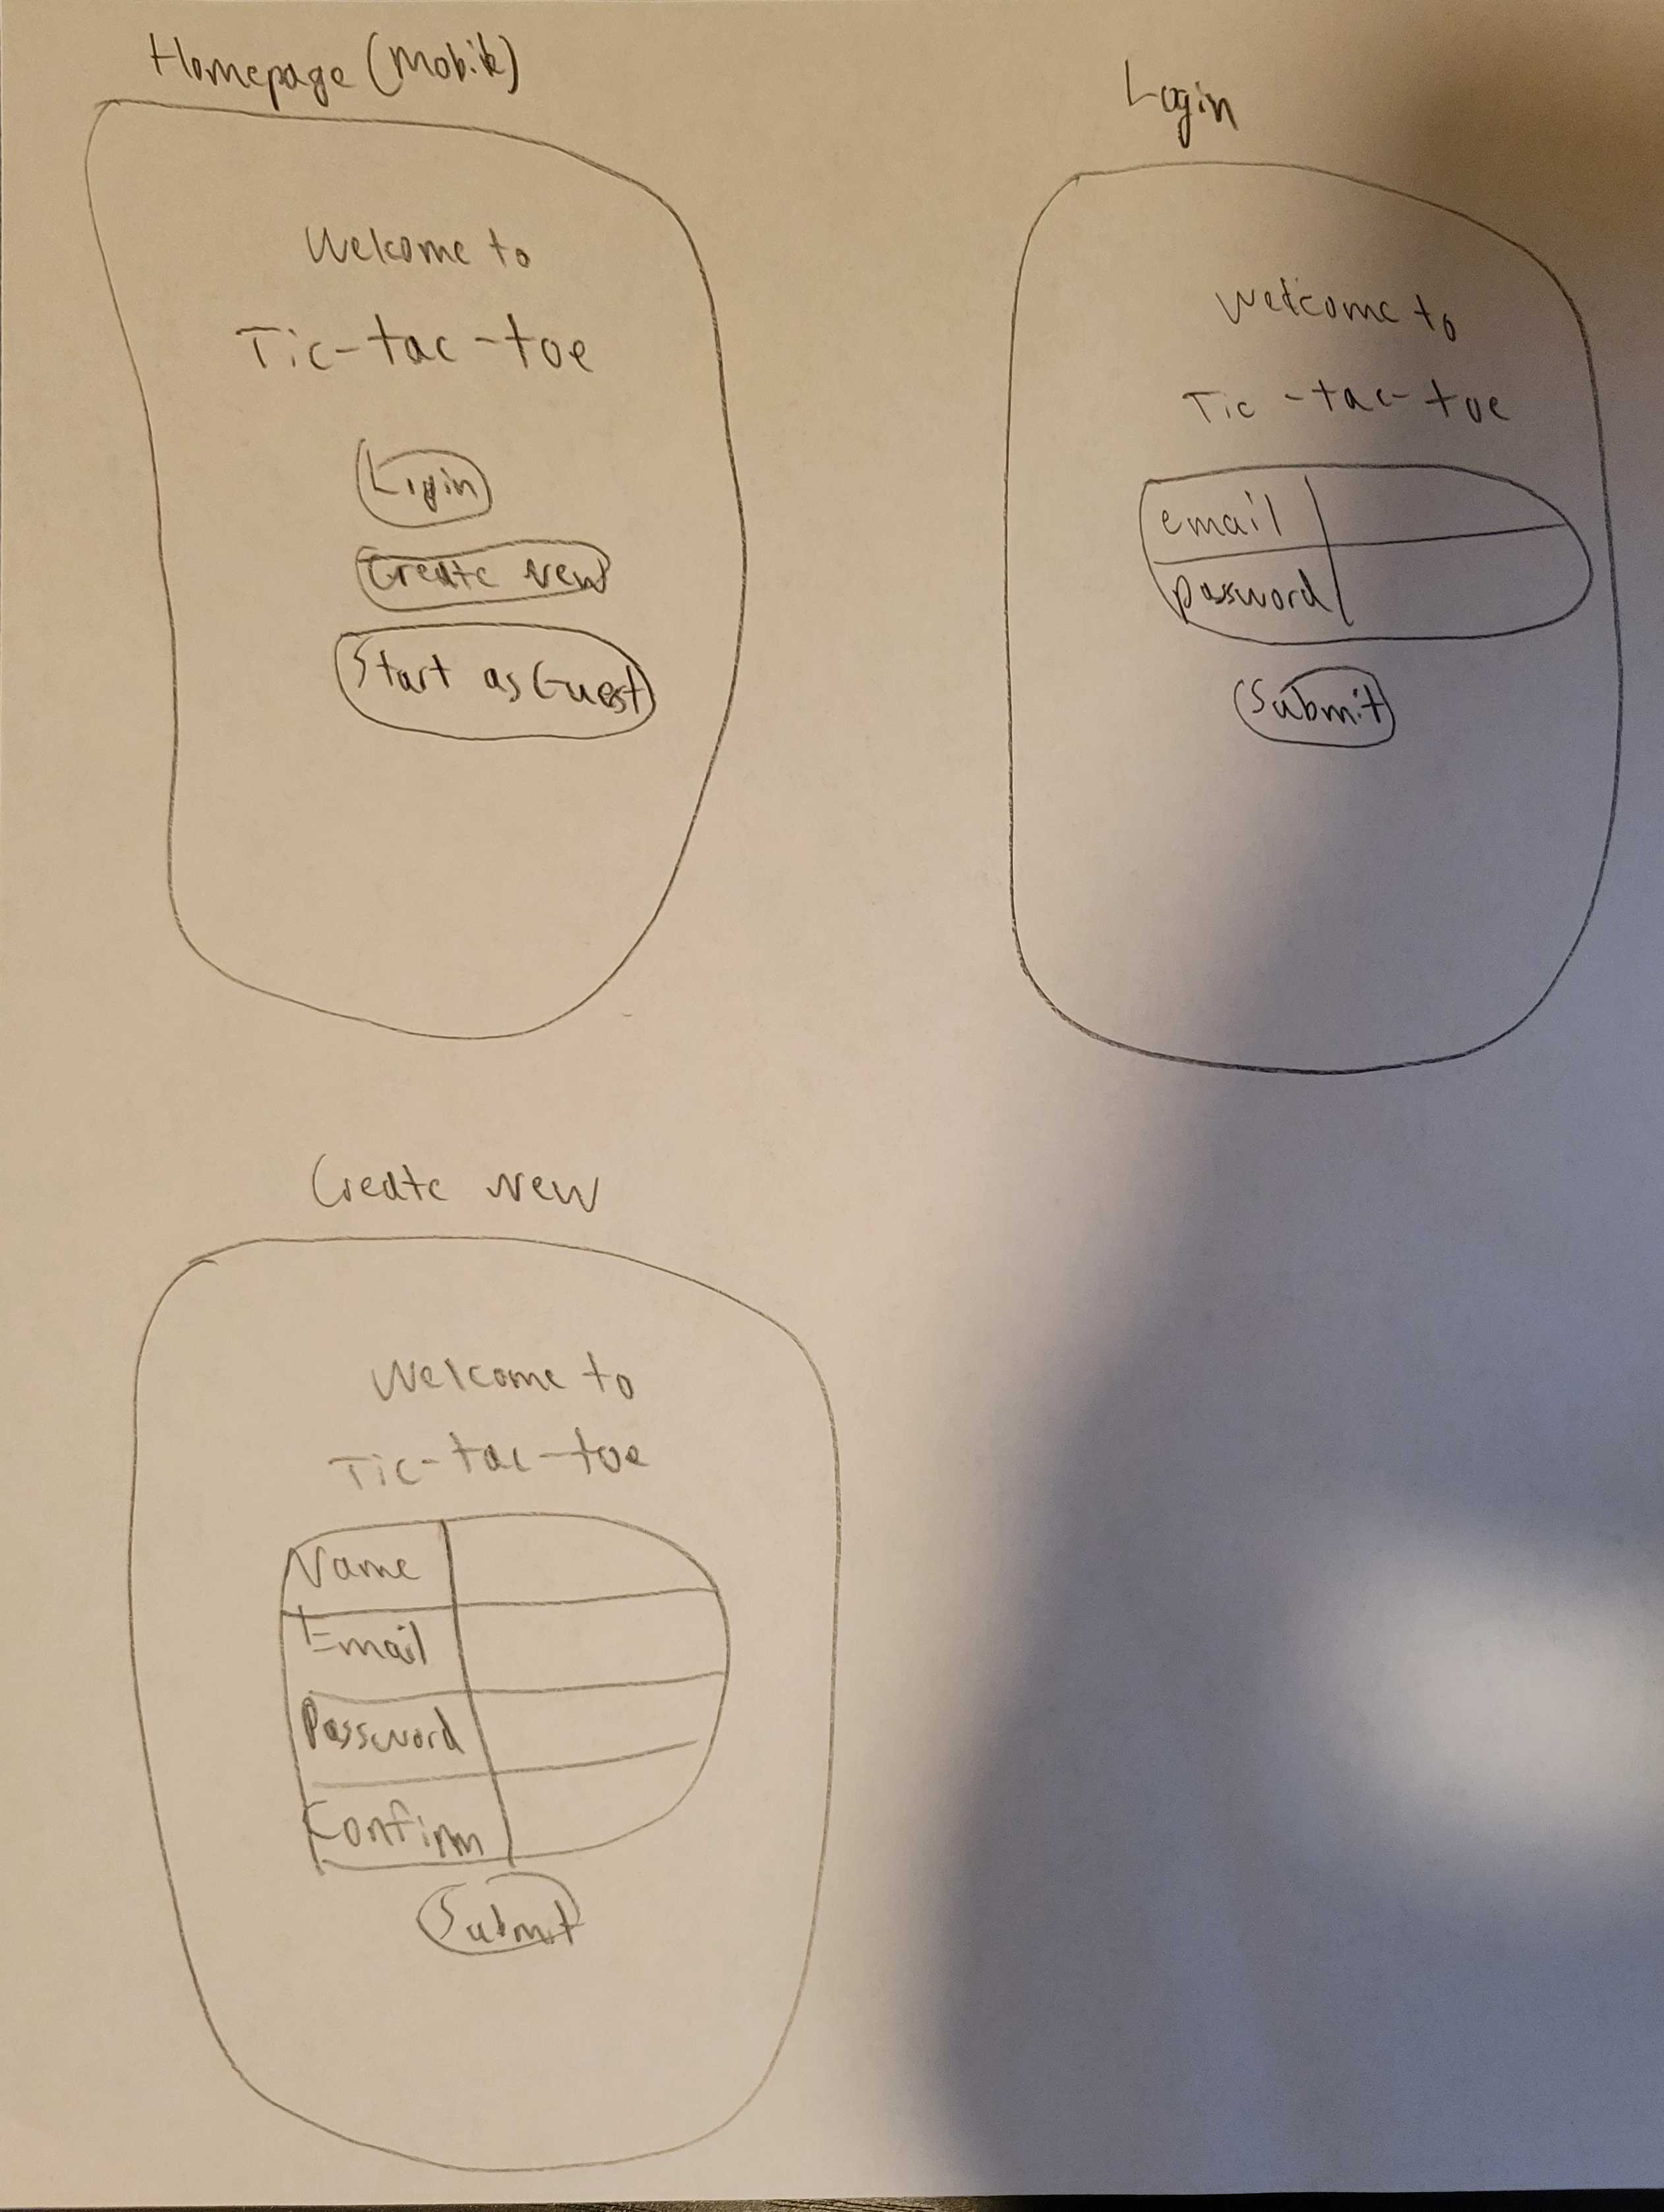 Homepage (Mobile)
Welcome to
Tic-tac-toe
Login
Create New
Start as Guest
Login
Welcome to
Tic-tac-toe
email
password
Submit
Create New
Welcome to
Tic-tac-toe
Name
Email
Password
Confirm
Submit